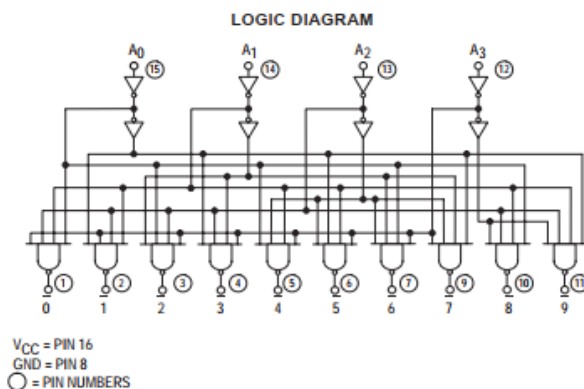 LOGIC DIAGRAM
A0 A1 A2 A3
15 14 13 12
1 2 3 4 5 6 7 9 10 11
0 1 2 3 4 5 6 7 8 9
VCC = PIN 16
GND = PIN 8
= PIN NUMBERS